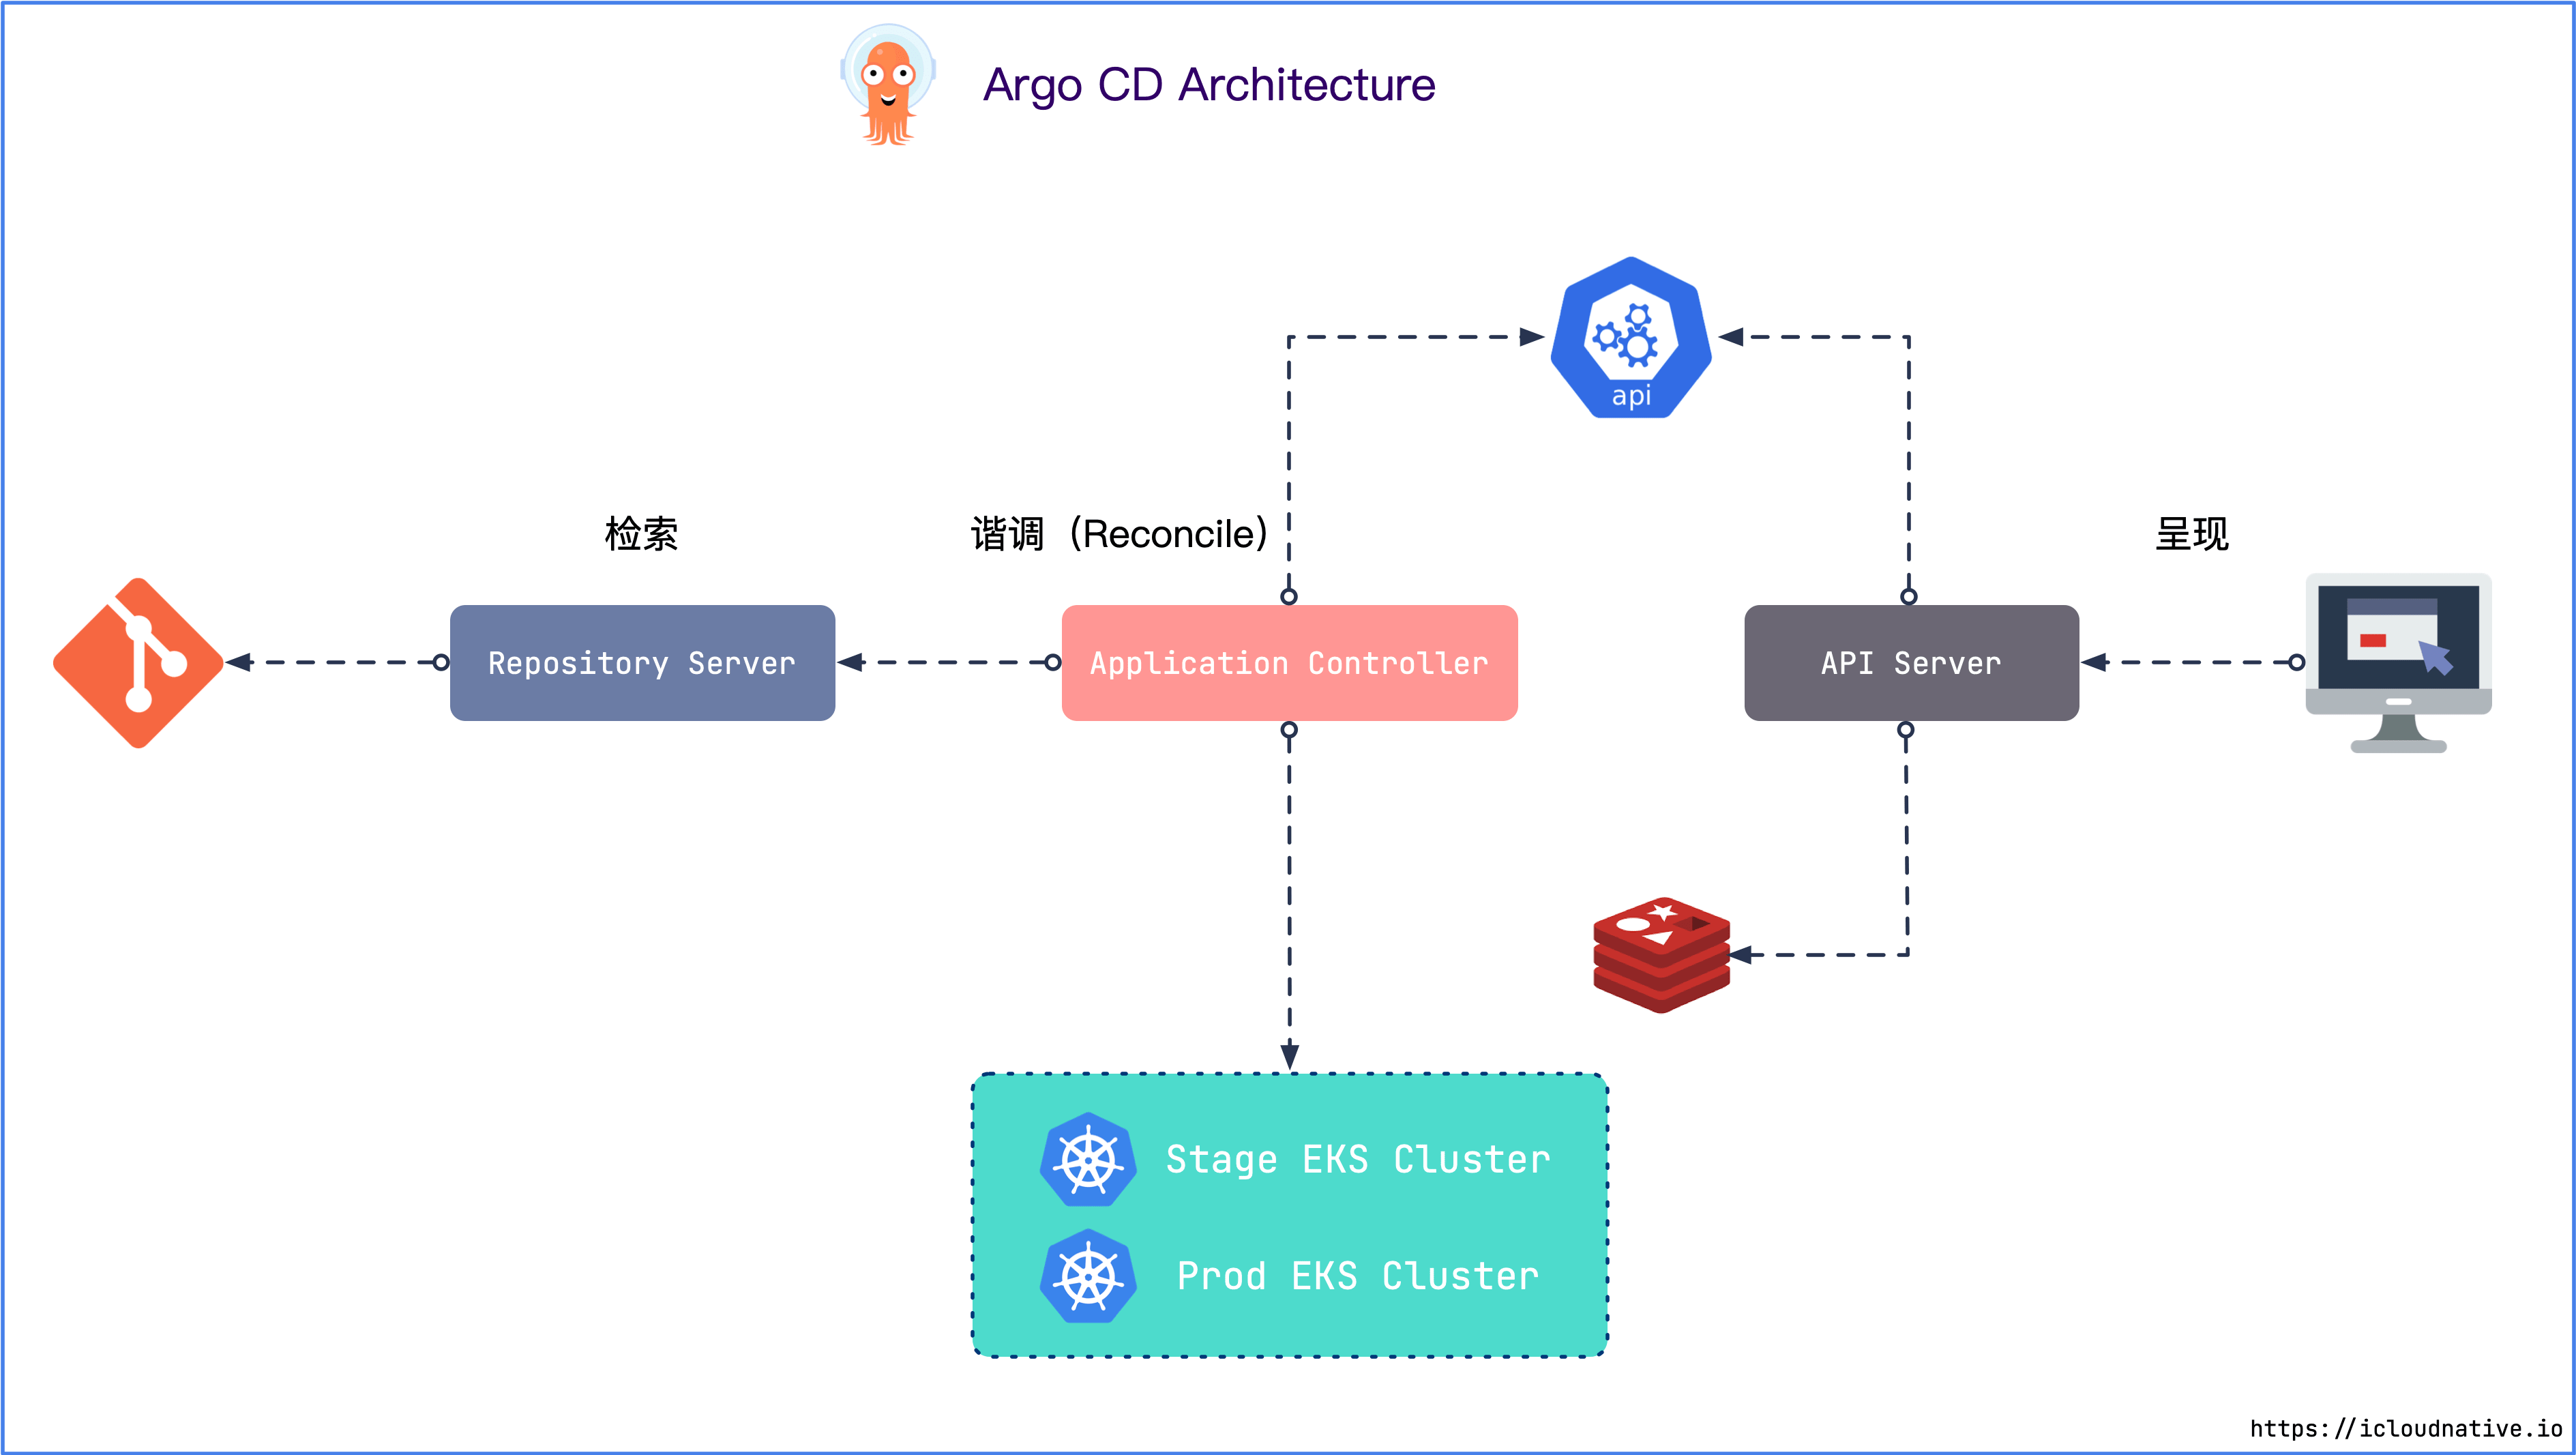 Argo CD Architecture
api
检索
谐调（Reconcile）
呈现
Repository Server
Application Controller
API Server
Stage EKS Cluster
Prod EKS Cluster
https://icloudnative.io